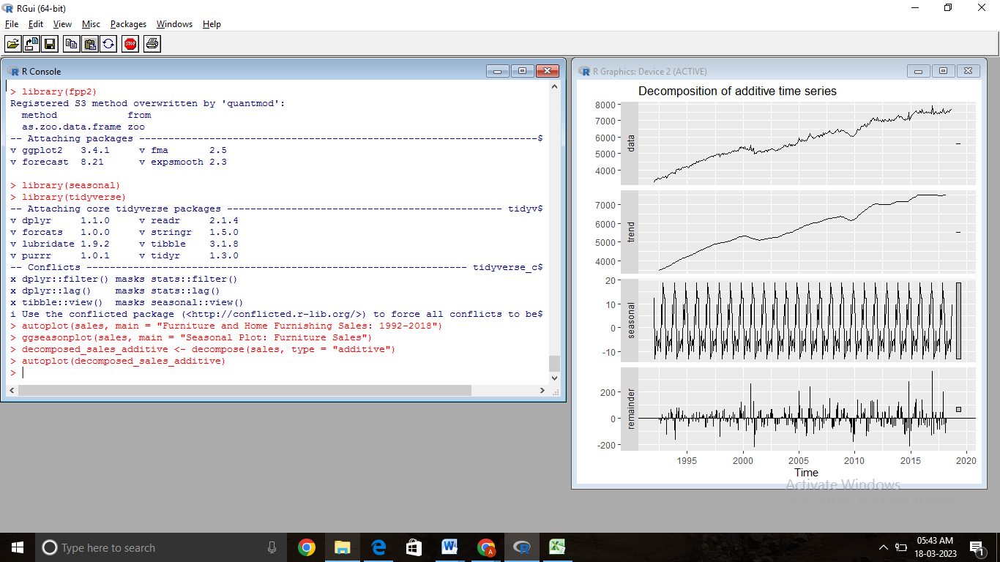 RGui (64-bit)
File Edit View Misc Packages Windows Help
STOP
R Console
> library(fpp2)
Registered S3 method overwritten by 'quantmod':
  method            from
  as.zoo.data.frame zoo
-- Attaching packages --------------------------------------------------------------------$
v ggplot2   3.4.1     v fma       2.5
v forecast  8.21      v expsmooth 2.3
> library(seasonal)
> library(tidyverse)
-- Attaching core tidyverse packages ----------------------------------------------- tidyv$
v dplyr     1.1.0     v readr     2.1.4
v forcats   1.0.0     v stringr   1.5.0
v lubridate 1.9.2     v tibble    3.1.8
v purrr     1.0.1     v tidyr     1.3.0
-- Conflicts ----------------------------------------------------------------- tidyverse_c$
x dplyr::filter() masks stats::filter()
x dplyr::lag()    masks stats::lag()
x tibble::view()  masks seasonal::view()
i Use the conflicted package (<http://conflicted.r-lib.org/>) to force all conflicts to be$
> autoplot(sales, main = "Furniture and Home Furnishing Sales: 1992-2018")
> ggseasonplot(sales, main = "Seasonal Plot: Furniture Sales")
> decomposed_sales_additive <- decompose(sales, type = "additive")
> autoplot(decomposed_sales_additive)
>
R Graphics: Device 2 (ACTIVE)
Decomposition of additive time series
data
8000
7000
6000
5000
4000
trend
7000
6000
5000
4000
seasonal
20
10
0
-10
remainder
200
0
-200
1995 2000 2005 2010 2015 2020
Time
Activate Windows
Type here to search
05:43 AM
18-03-2023
1